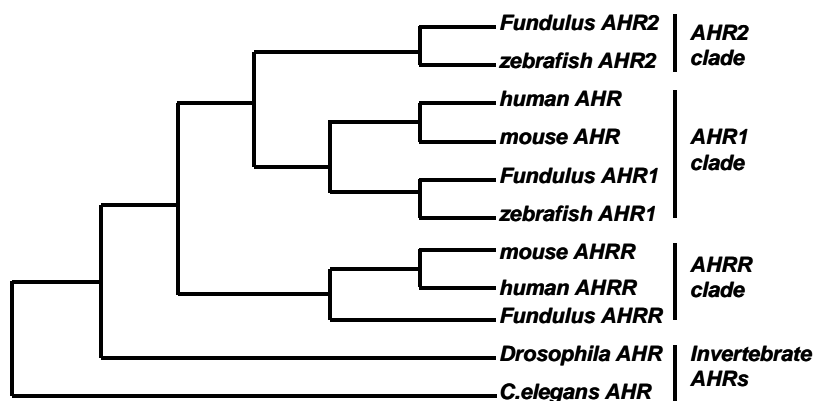 Fundulus AHR2
zebrafish AHR2
AHR2
clade
human AHR
mouse AHR
Fundulus AHR1
zebrafish AHR1
AHR1
clade
mouse AHRR
human AHRR
Fundulus AHRR
AHRR
clade
Drosophila AHR
C.elegans AHR
Invertebrate
AHRs